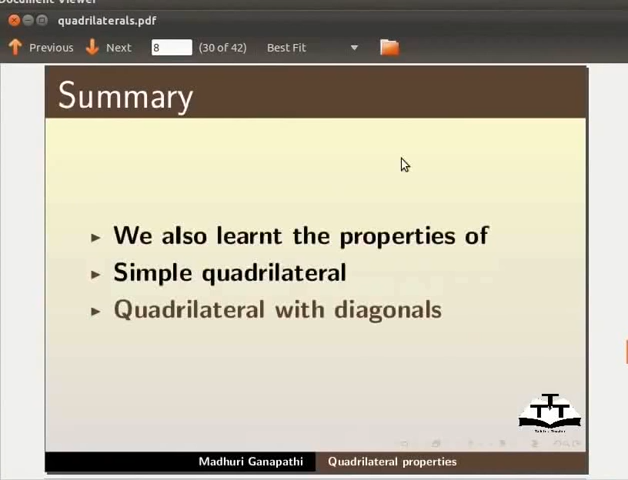 quadrilaterals.pdf
Previous Next 8 (30 of 42) Best Fit
Summary
We also learnt the properties of
Simple quadrilateral
Quadrilateral with diagonals
Madhuri Ganapathi Quadrilateral properties